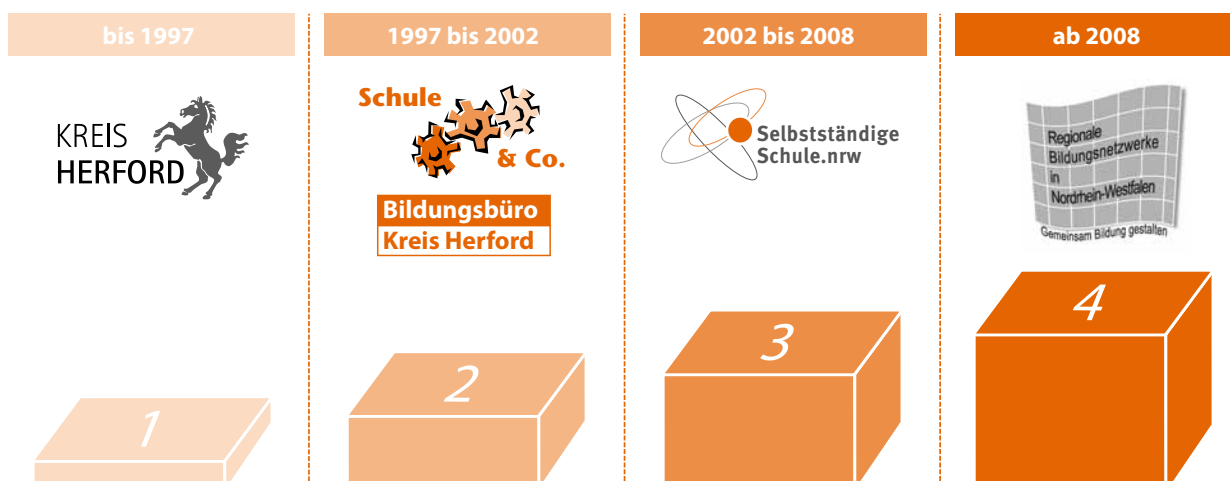 bis 1997
KREIS
HERFORD
1
1997 bis 2002
Schule
& Co.
Bildungsbüro
Kreis Herford
2
2002 bis 2008
Selbstständige
Schule.nrw
3
ab 2008
Regionale
Bildungsnetzwerke
in
Nordrhein-Westfalen
Gemeinsam Bildung gestalten
4